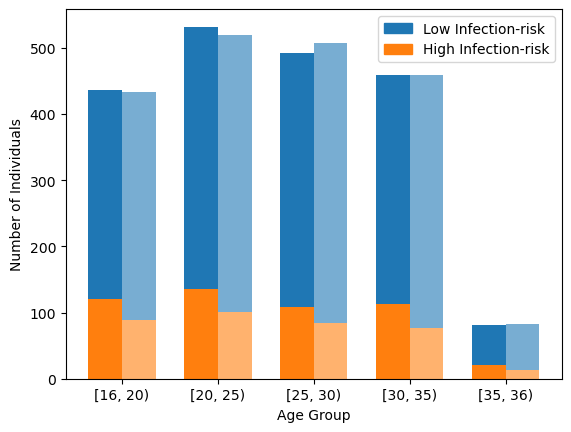 Low Infection-risk
High Infection-risk
500
400
300
200
100
0
Number of Individuals
[16, 20) [20, 25) [25, 30) [30, 35) [35, 36)
Age Group